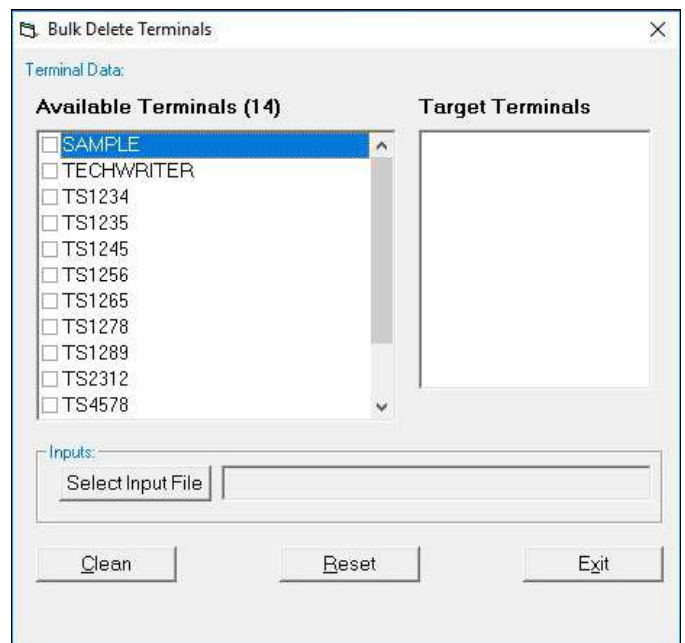 Bulk Delete Terminals
Terminal Data:
Available Terminals (14)
Target Terminals
SAMPLE
TECHWRITER
TS1234
TS1235
TS1245
TS1256
TS1265
TS1278
TS1289
TS2312
TS4578
Inputs:
Select Input File
Clean
Reset
Exit